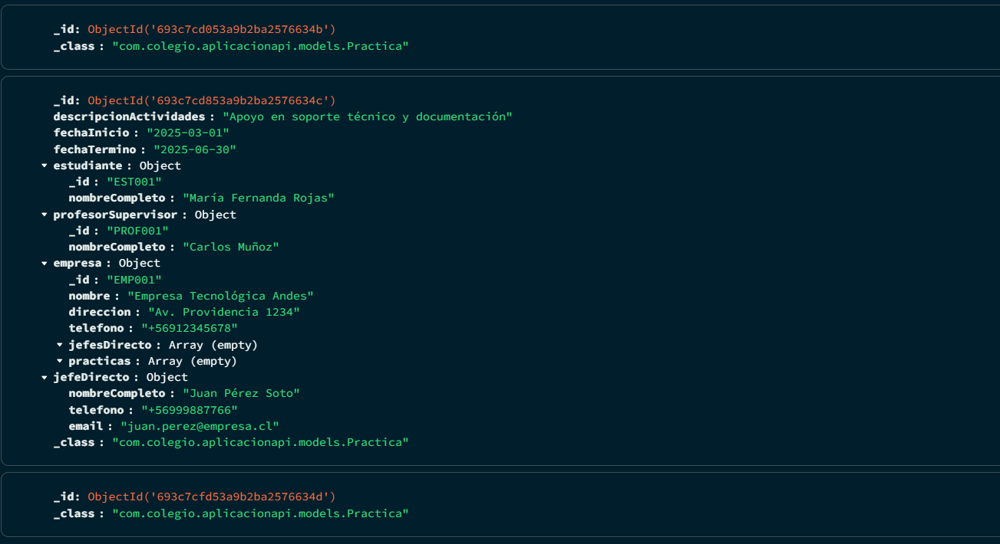 _id: ObjectId('693c7cd053a9b2ba2576634b')
_class : "com.colegio.aplicacionapi.models.Practica"
_id: ObjectId('693c7cd853a9b2ba2576634c')
descripcionActividades : "Apoyo en soporte técnico y documentación"
fechaInicio : "2025-03-01"
fechaTermino : "2025-06-30"
estudiante : Object
_id : "EST001"
nombreCompleto : "María Fernanda Rojas"
profesorSupervisor : Object
_id : "PROF001"
nombreCompleto : "Carlos Muñoz"
empresa : Object
_id : "EMP001"
nombre : "Empresa Tecnológica Andes"
direccion : "Av. Providencia 1234"
telefono : "+56912345678"
jefesDirecto : Array (empty)
practicas : Array (empty)
jefeDirecto : Object
nombreCompleto : "Juan Pérez Soto"
telefono : "+56999887766"
email : "juan.perez@empresa.cl"
_class : "com.colegio.aplicacionapi.models.Practica"
_id: ObjectId('693c7cfd53a9b2ba2576634d')
_class : "com.colegio.aplicacionapi.models.Practica"